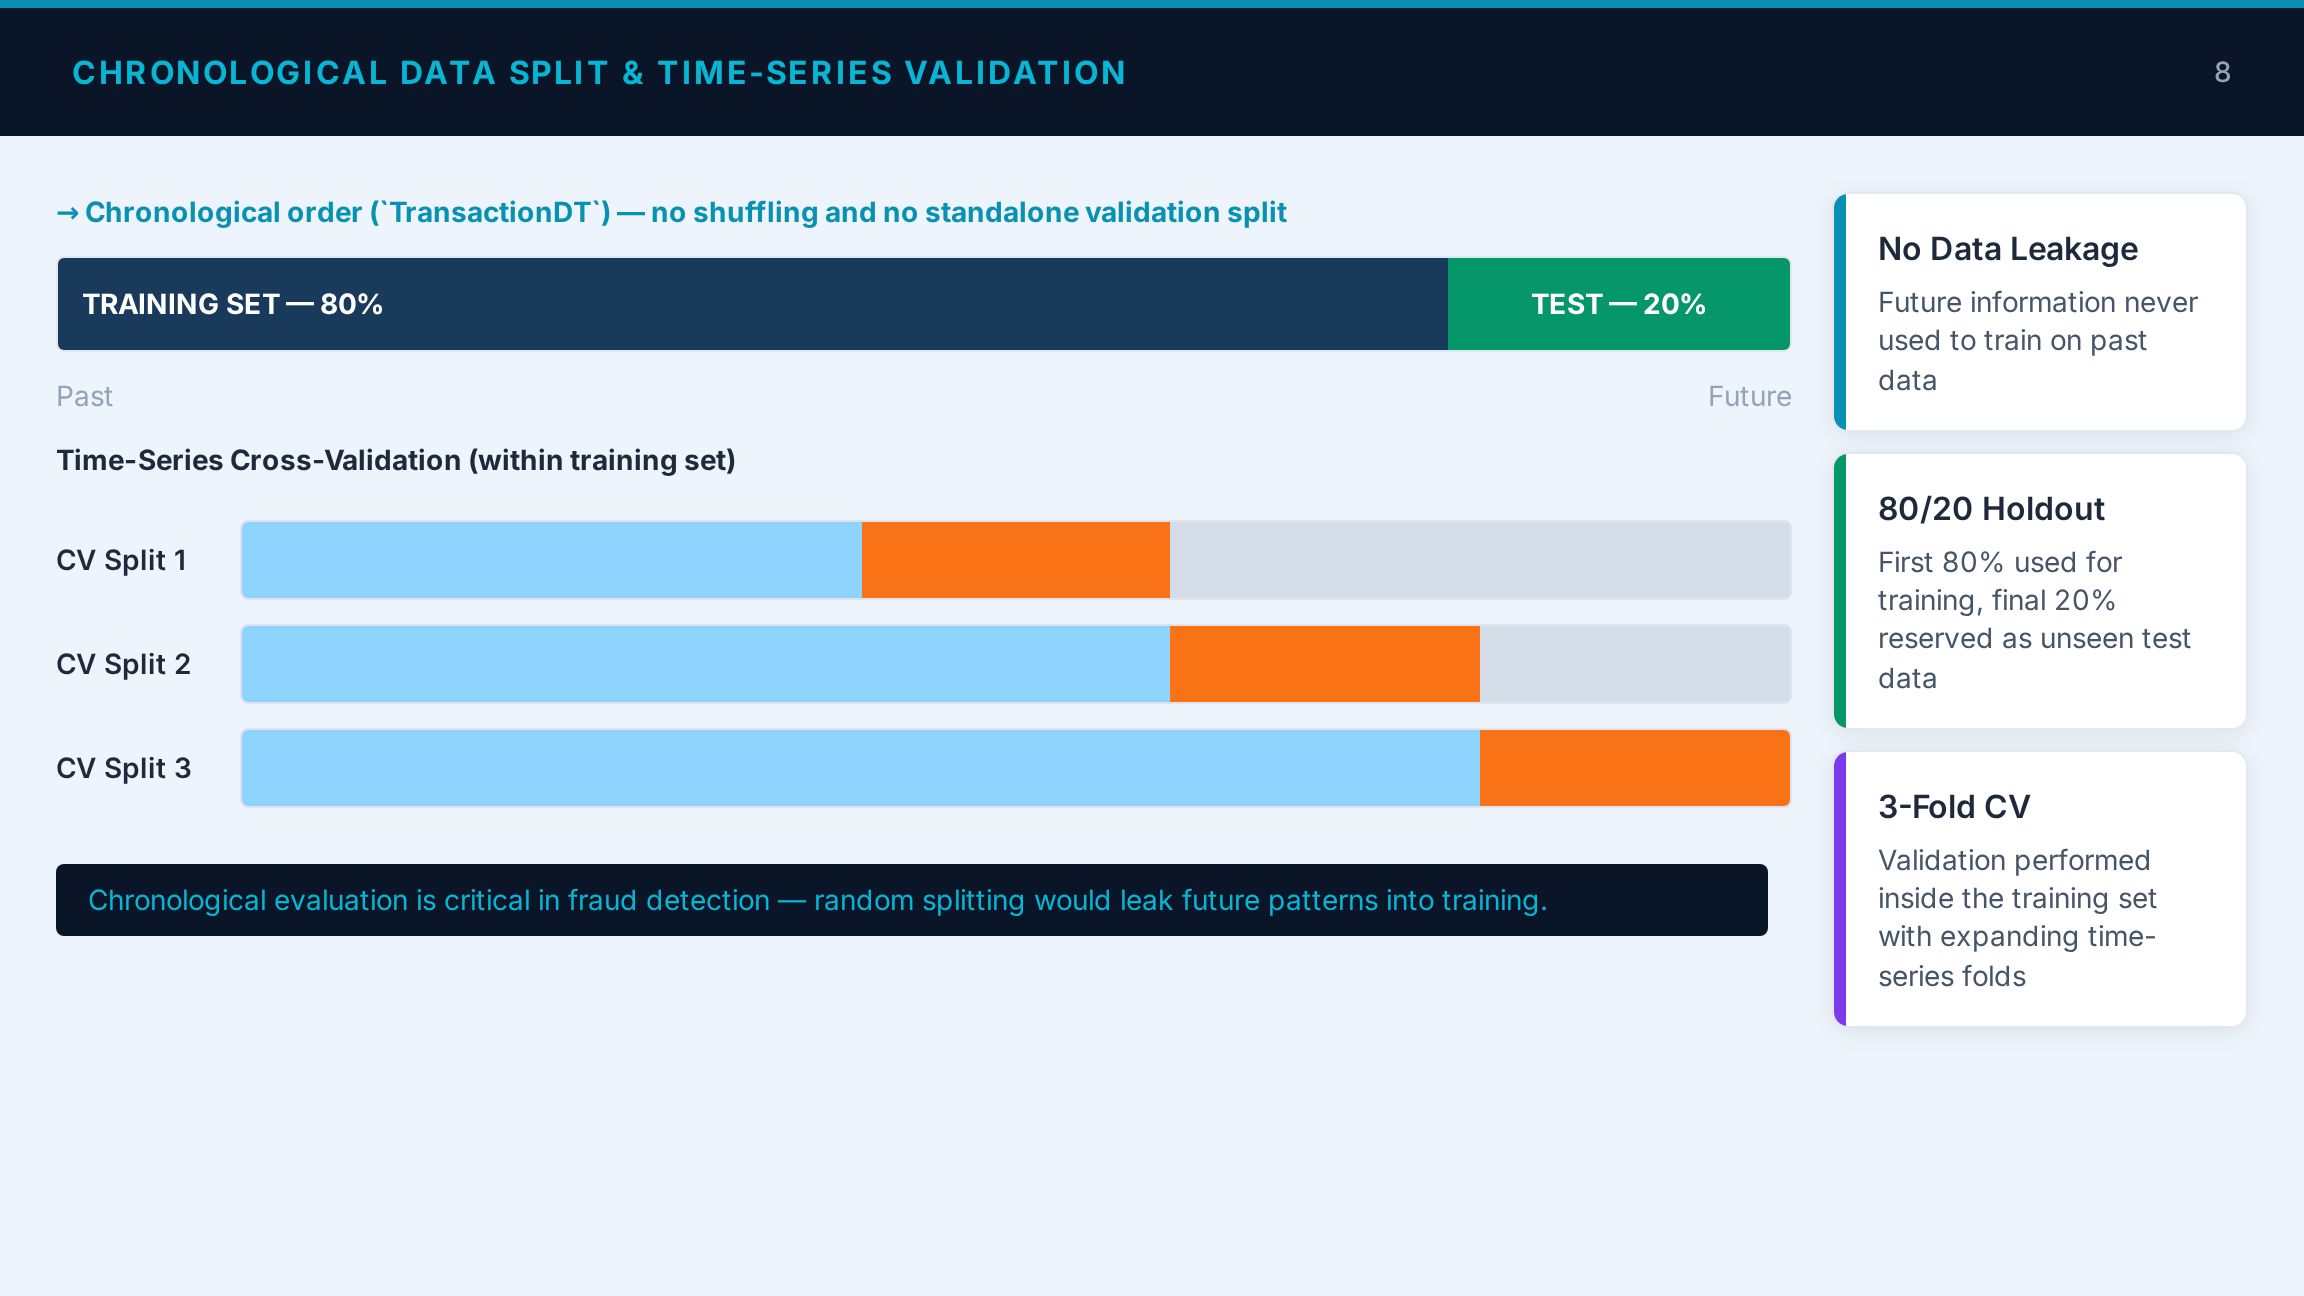 CHRONOLOGICAL DATA SPLIT & TIME-SERIES VALIDATION
8
→ Chronological order (`TransactionDT`) — no shuffling and no standalone validation split
TRAINING SET — 80%
TEST — 20%
Past
Future
Time-Series Cross-Validation (within training set)
CV Split 1
CV Split 2
CV Split 3
Chronological evaluation is critical in fraud detection — random splitting would leak future patterns into training.
No Data Leakage
Future information never
used to train on past
data
80/20 Holdout
First 80% used for
training, final 20%
reserved as unseen test
data
3-Fold CV
Validation performed
inside the training set
with expanding time-
series folds